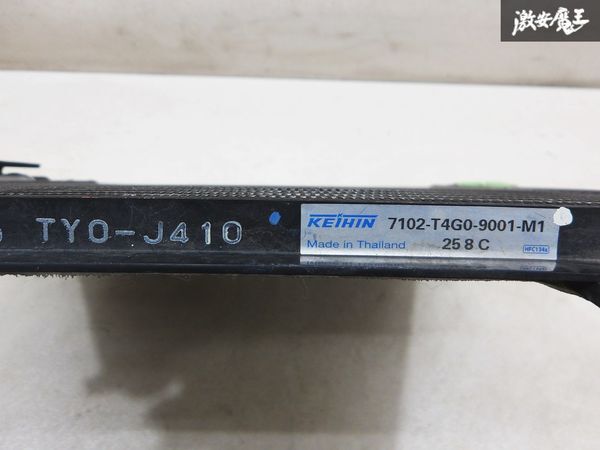 激安魔王
TYO-J410
KEIHIN 7102-T4G0-9001-M1
Made in Thailand 25 8 C
HFC134a